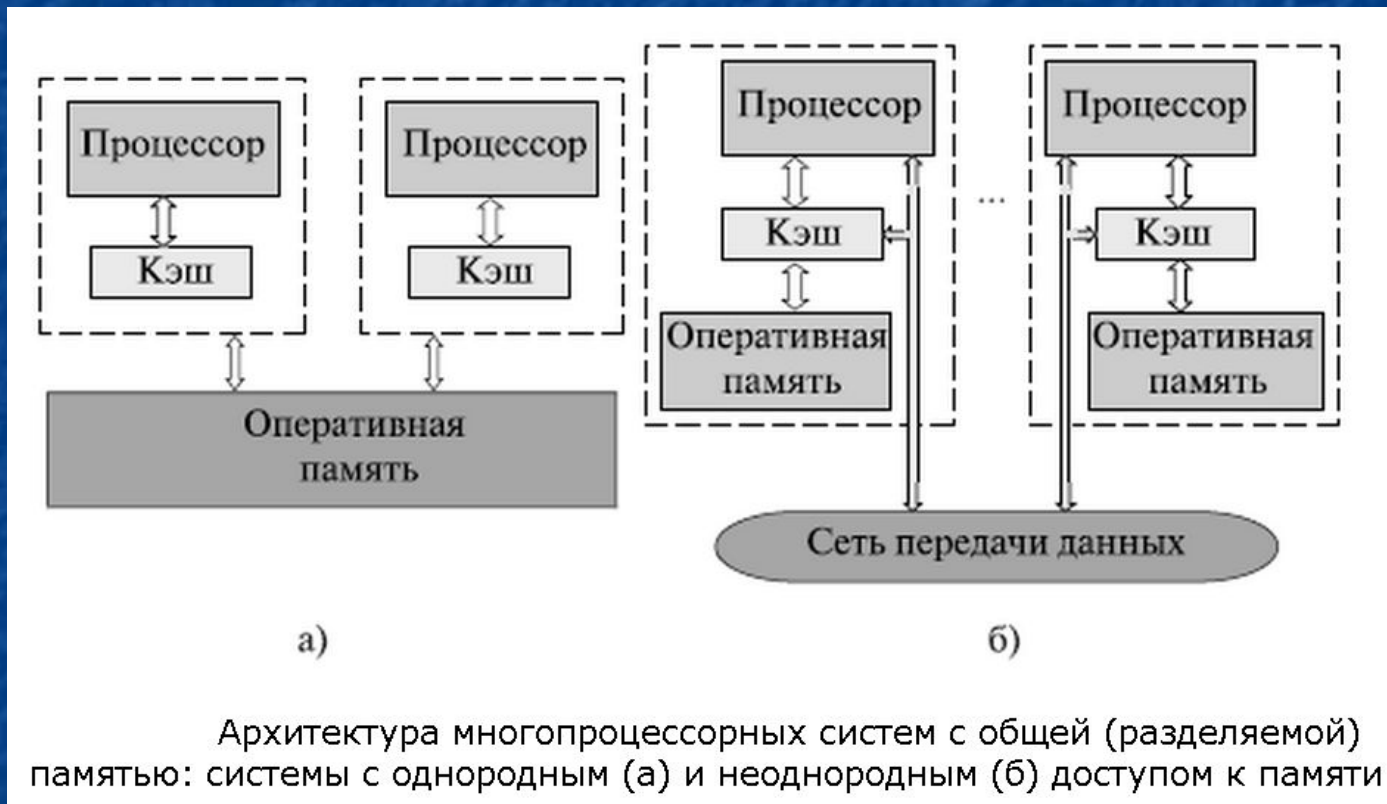 Процессор
Кэш
Процессор
Кэш
Оперативная
память
а)
Процессор
Кэш
Оперативная
память
...
Процессор
Кэш
Оперативная
память
Сеть передачи данных
б)
Архитектура многопроцессорных систем с общей (разделяемой)
памятью: системы с однородным (а) и неоднородным (б) доступом к памяти